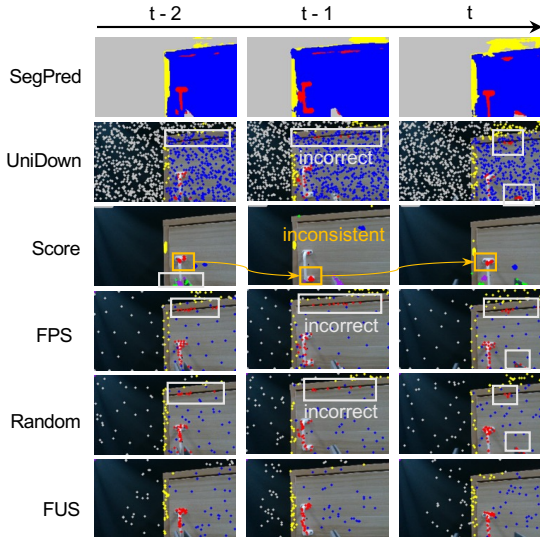 t - 2 t - 1 t
SegPred
UniDown
incorrect
Score
inconsistent
FPS
incorrect
Random
incorrect
FUS